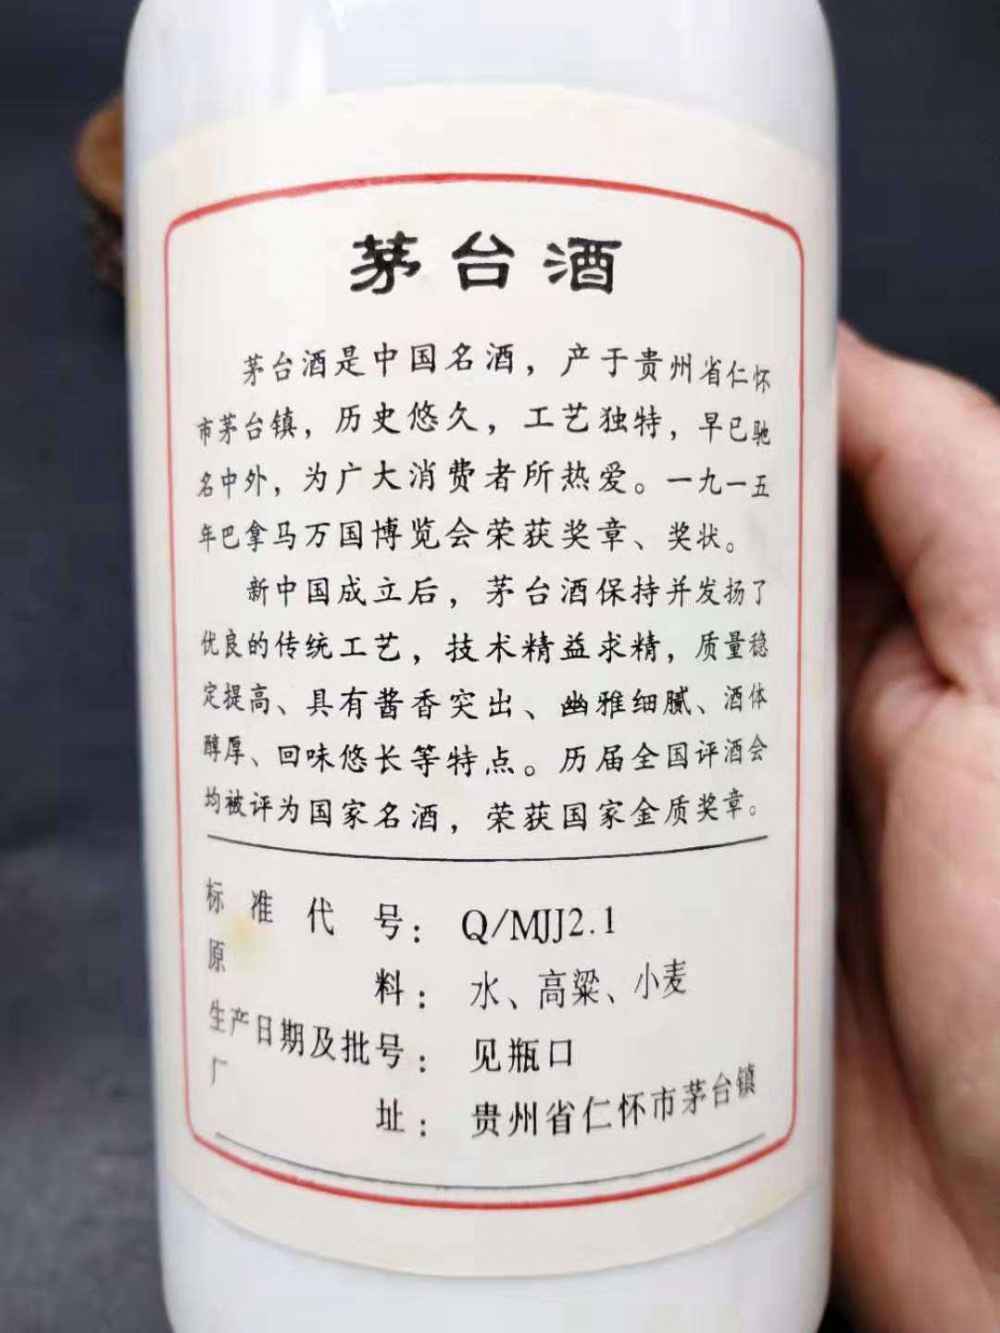 茅台酒
茅台酒是中国名酒，产于贵州省仁怀
市茅台镇，历史悠久，工艺独特，早已驰
名中外，为广大消费者所热爱。一九一五
年巴拿马万国博览会荣获奖章、奖状。
新中国成立后，茅台酒保持并发扬了
优良的传统工艺，技术精益求精，质量稳
定提高、具有酱香突出、幽雅细腻、酒体
醇厚、回味悠长等特点。历届全国评酒会
均被评为国家名酒，荣获国家金质奖章。
标准代号：Q/MJJ2.1
原料：水、高粱、小麦
生产日期及批号：见瓶口
厂址：贵州省仁怀市茅台镇